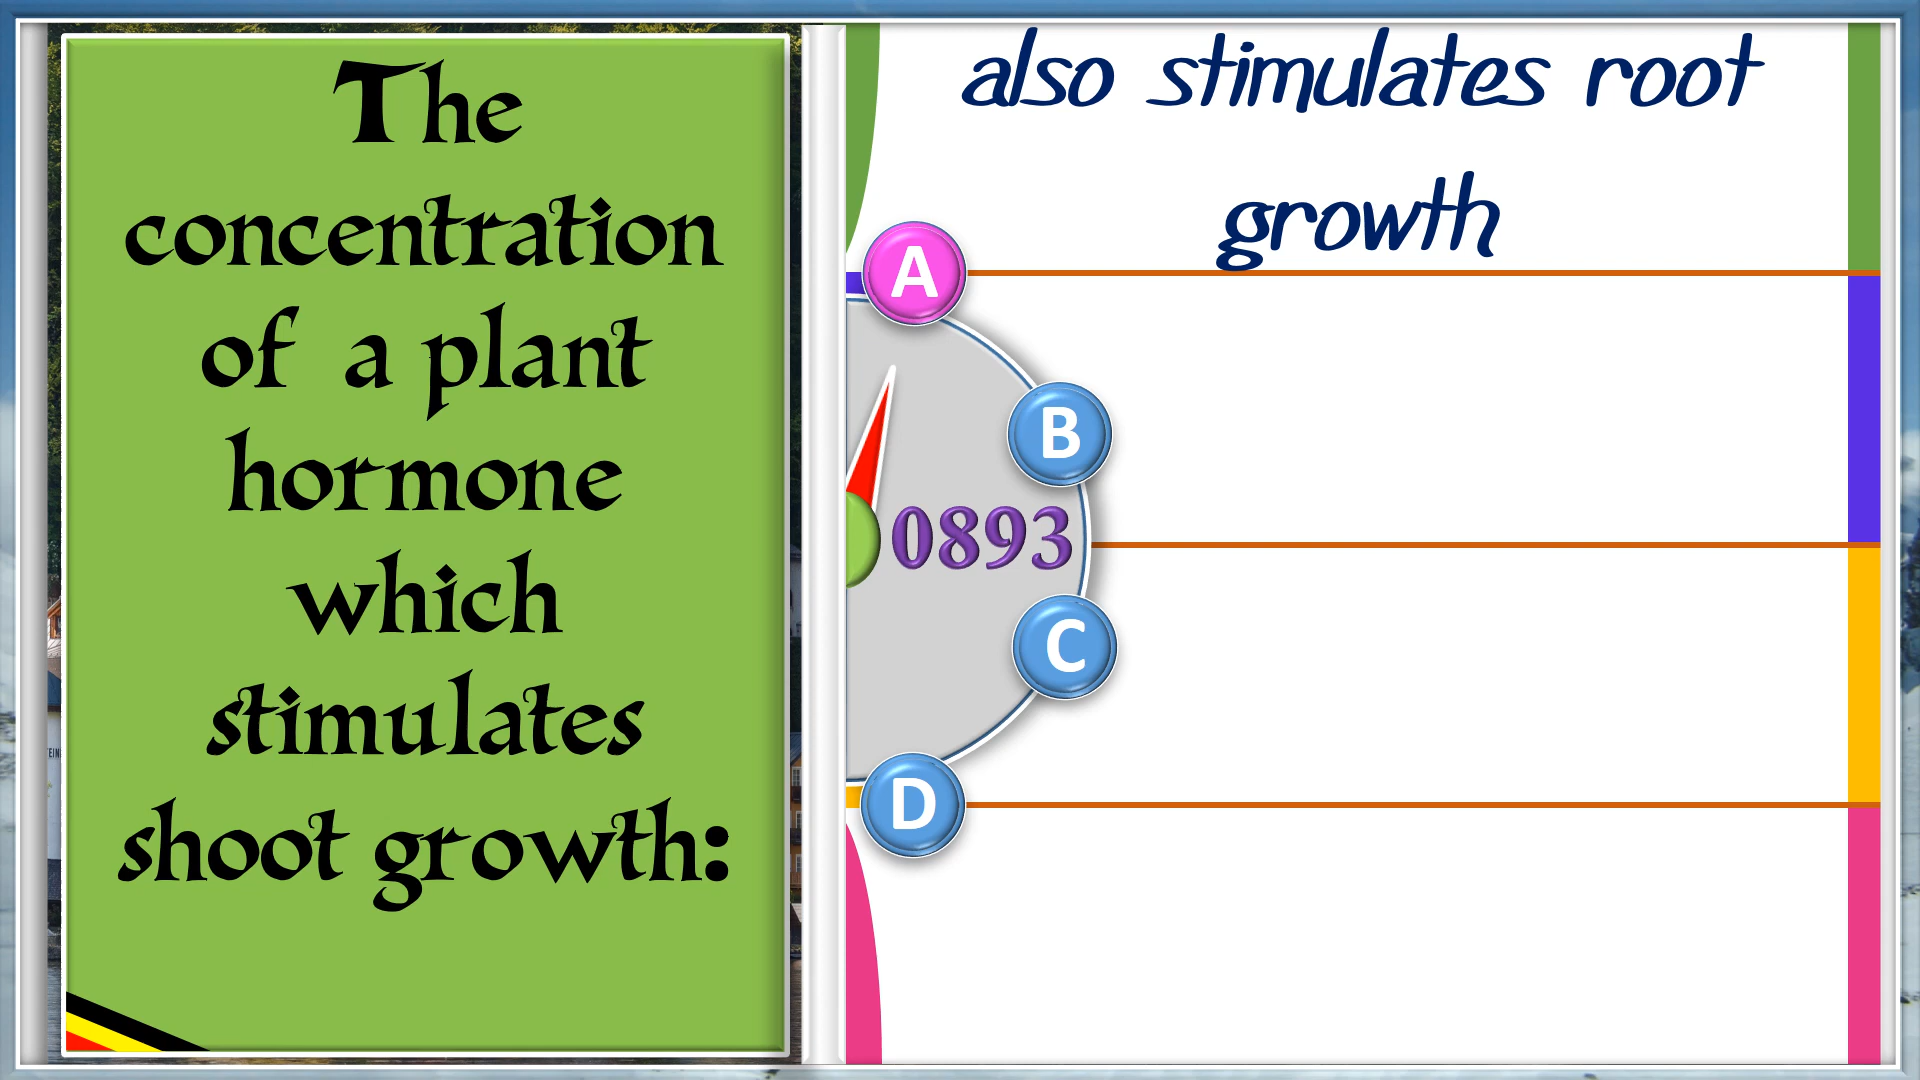 The
concentration
of a plant
hormone
which
stimulates
shoot growth:
also stimulates root
growth
A
B
0893
C
D